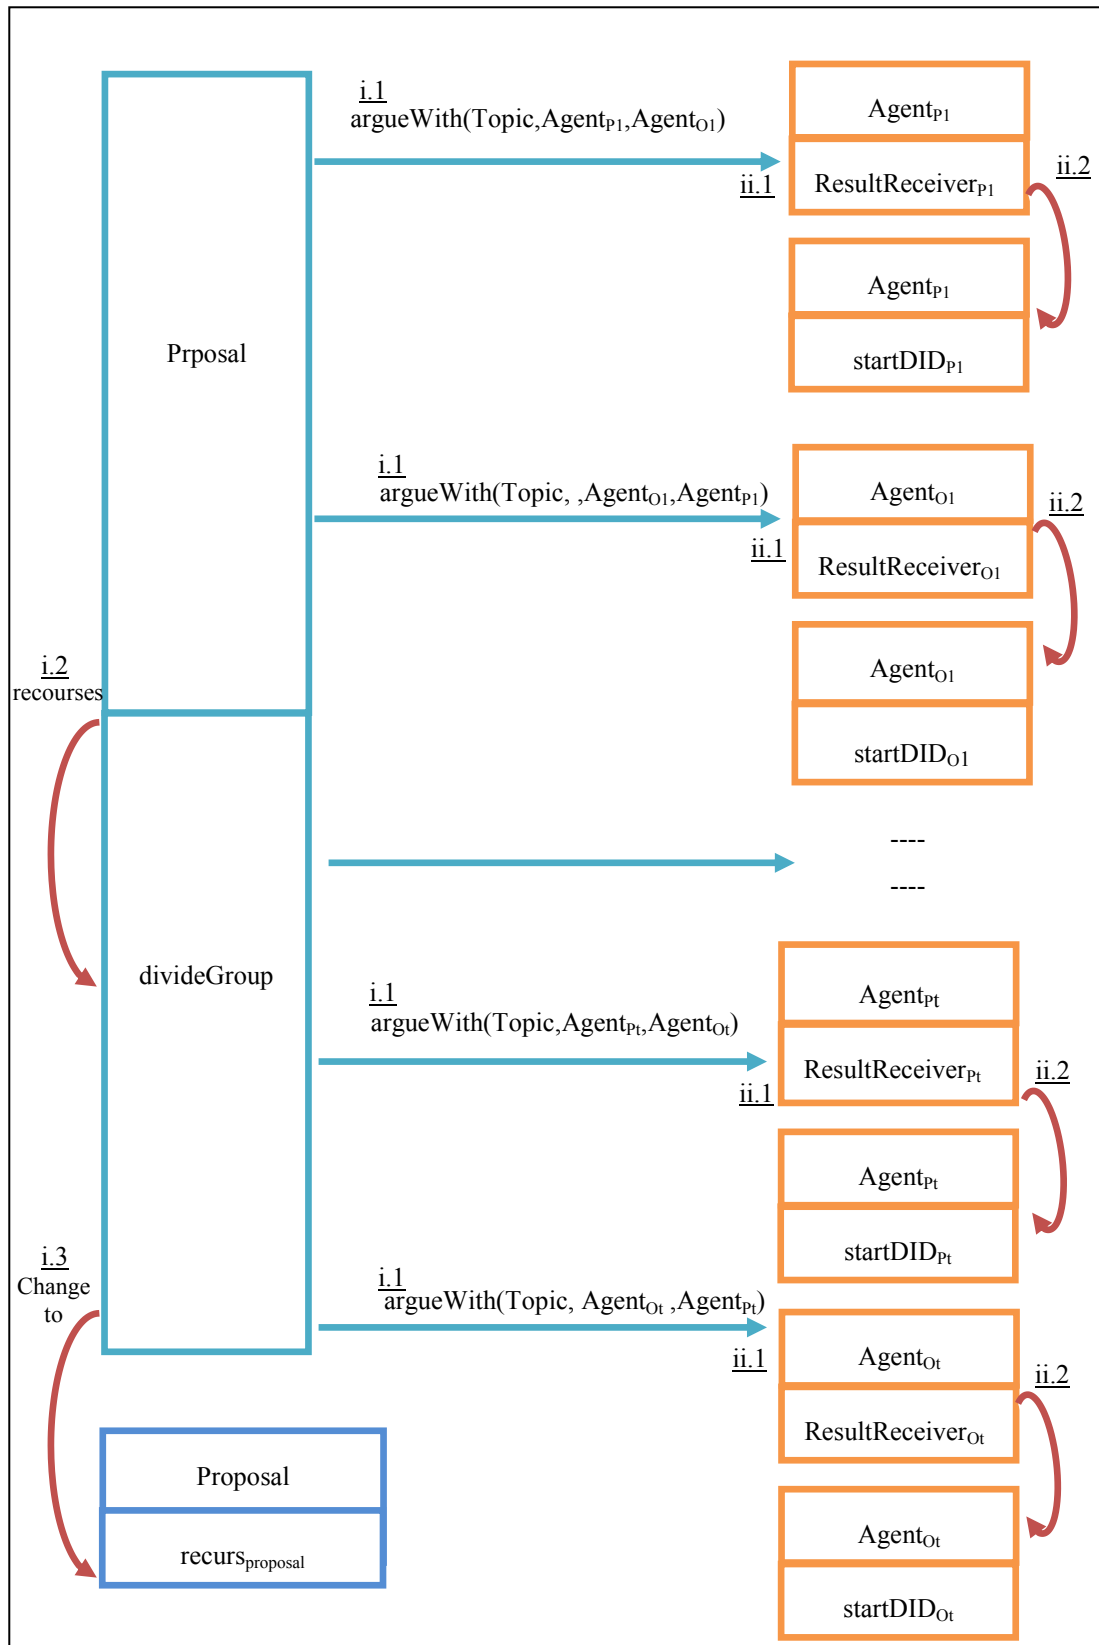 i.1
argueWith(Topic,AgentP1,AgentO1)
AgentP1
ii.1
ResultReceiverP1
ii.2
AgentP1
Prposal
startDIDP1
i.1
argueWith(Topic, ,AgentO1,AgentP1)
AgentO1
ii.2
ii.1
ResultReceiverO1
i.2
recourses
AgentO1
startDIDO1
----
----
divideGroup
i.1
argueWith(Topic,AgentPt,AgentOt)
AgentPt
ii.1
ResultReceiverPt
ii.2
AgentPt
startDIDPt
i.3
Change
to
i.1
argueWith(Topic, AgentOt ,AgentPt)
ii.1
AgentOt
ii.2
ResultReceiverOt
Proposal
recursproposal
AgentOt
startDIDOt